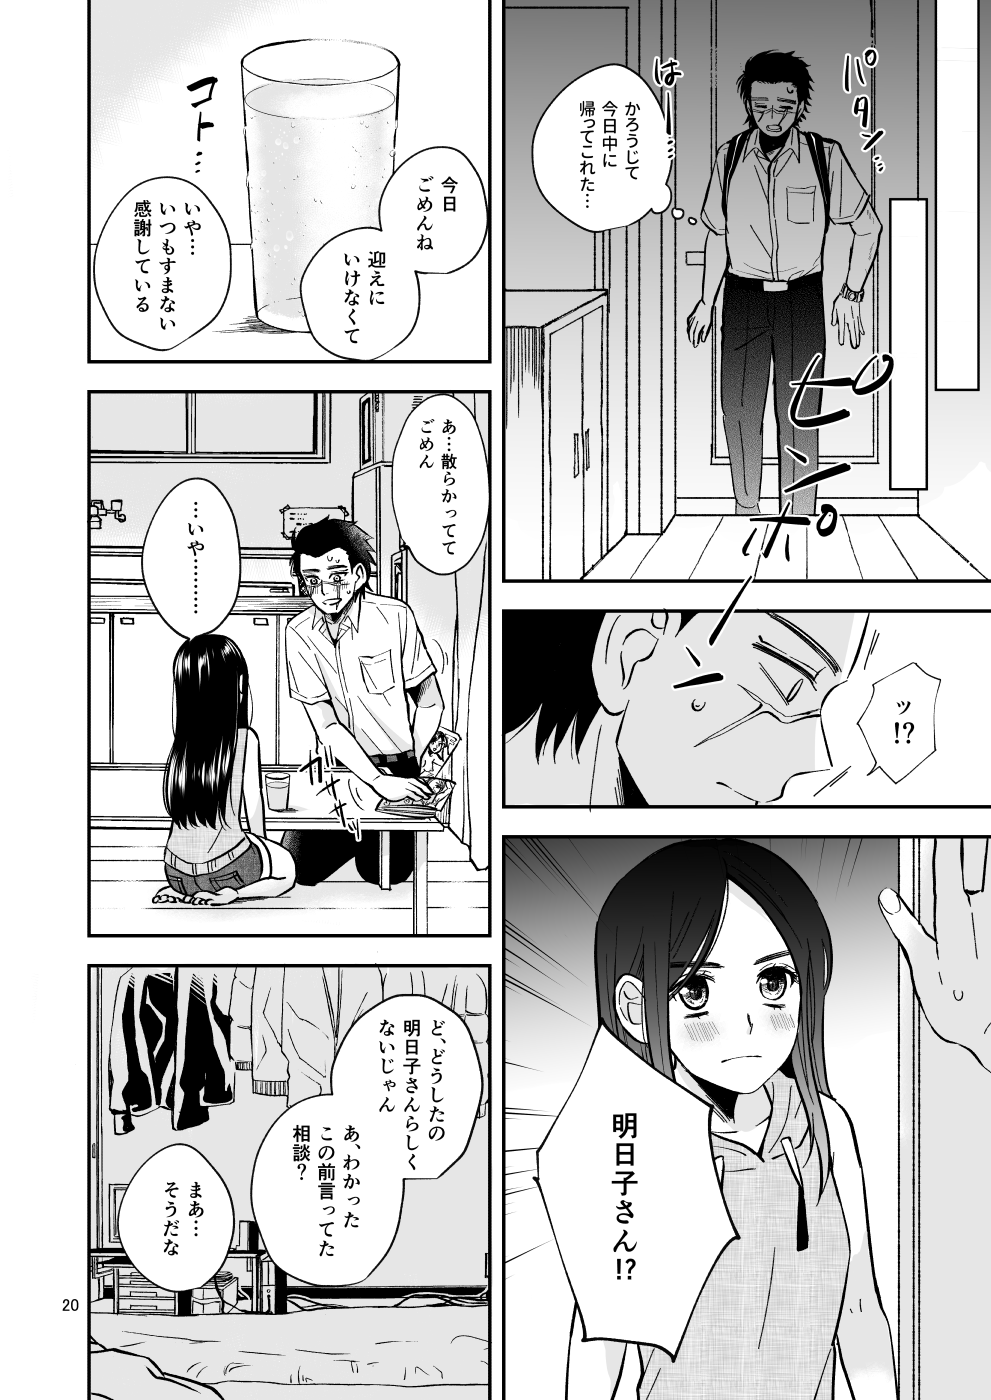 パタン…
はーー…
かろうじて
今日中に
帰ってこれた…
ピンポーン
ッ!?
明日子さん!?
コト…
今日
ごめんね
迎えに
いけなくて
いや…
いつもすまない
感謝している
あ…散らかってて
ごめん
…いや………
ガサガサ
ど、どうしたの
明日子さんらしく
ないじゃん
あ、わかった
この前言ってた
相談？
まあ…
そうだな
20